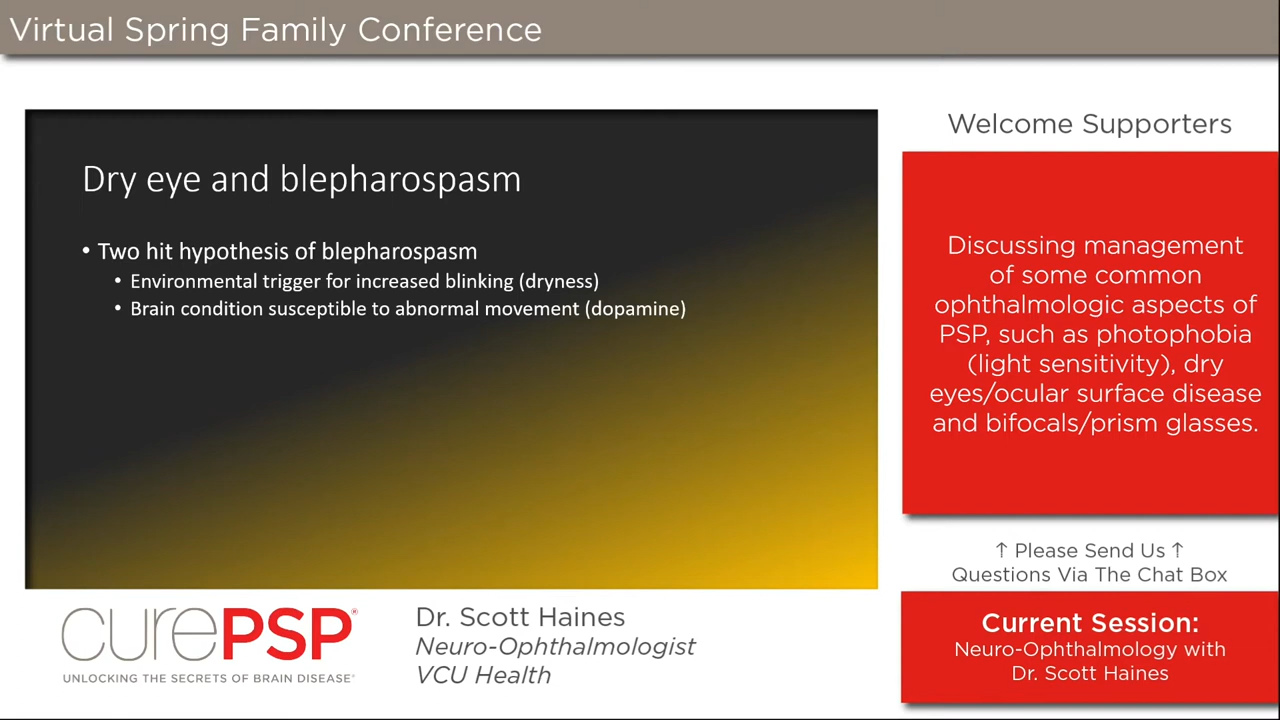 Virtual Spring Family Conference
Dry eye and blepharospasm
• Two hit hypothesis of blepharospasm
• Environmental trigger for increased blinking (dryness)
• Brain condition susceptible to abnormal movement (dopamine)
Welcome Supporters
Discussing management
of some common
ophthalmologic aspects of
PSP, such as photophobia
(light sensitivity), dry
eyes/ocular surface disease
and bifocals/prism glasses.
↑ Please Send Us ↑
Questions Via The Chat Box
Current Session:
Neuro-Ophthalmology with
Dr. Scott Haines
curePSP®
UNLOCKING THE SECRETS OF BRAIN DISEASE®
Dr. Scott Haines
Neuro-Ophthalmologist
VCU Health